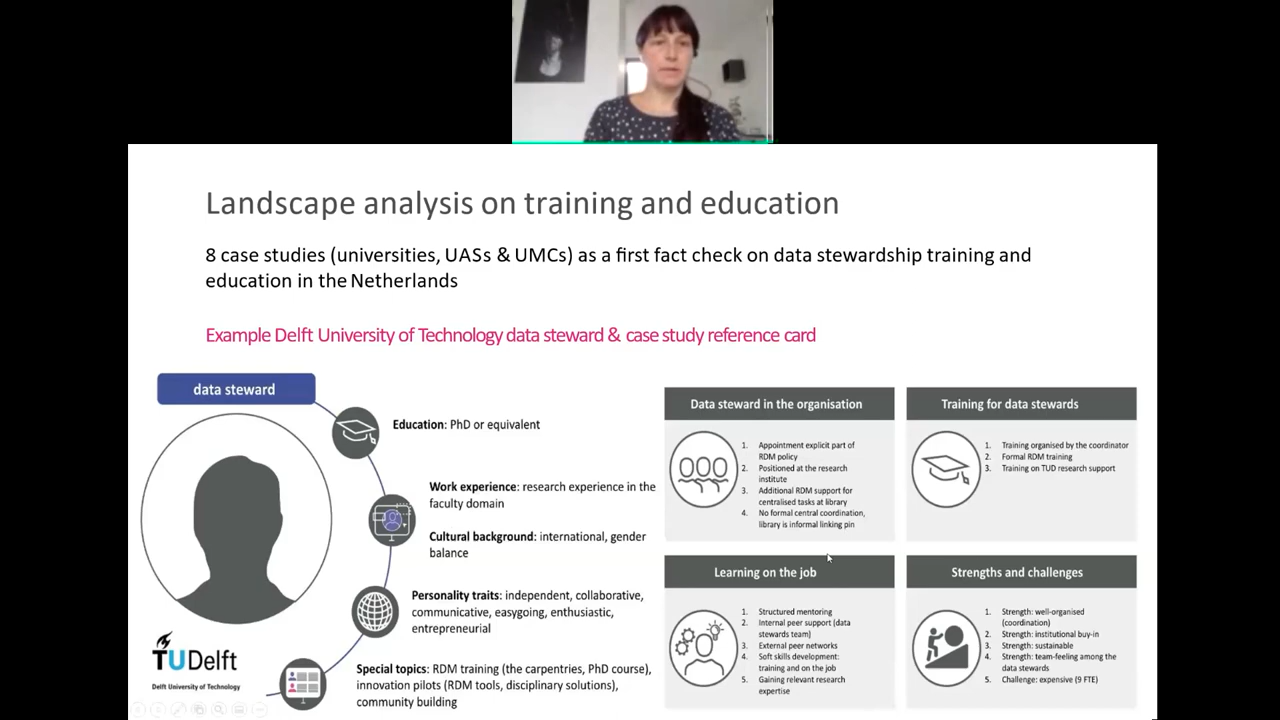 Landscape analysis on training and education
8 case studies (universities, UASs & UMCs) as a first fact check on data stewardship training and
education in the Netherlands
Example Delft University of Technology data steward & case study reference card
data steward
Education: PhD or equivalent
Work experience: research experience in the
faculty domain
Cultural background: international, gender
balance
Personality traits: independent, collaborative,
communicative, easygoing, enthusiastic,
entrepreneurial
Special topics: RDM training (the carpentries, PhD course),
innovation pilots (RDM tools, disciplinary solutions),
community building
TUDelft
Delft University of Technology
Data steward in the organisation
1. Appointment explicit part of
RDM policy
2. Positioned at the research
institute
3. Additional RDM support for
centralised tasks at library
4. No formal central coordination,
library is informal linking pin
Training for data stewards
1. Training organised by the coordinator
2. Formal RDM training
3. Training on TUD research support
Learning on the job
1. Structured mentoring
2. Internal peer support (data
stewards team)
3. External peer networks
4. Soft skills development:
training and on the job
5. Gaining relevant research
expertise
Strengths and challenges
1. Strength: well-organised
(coordination)
2. Strength: institutional buy-in
3. Strength: sustainable
4. Strength: team-feeling among the
data stewards
5. Challenge: expensive (9 FTE)